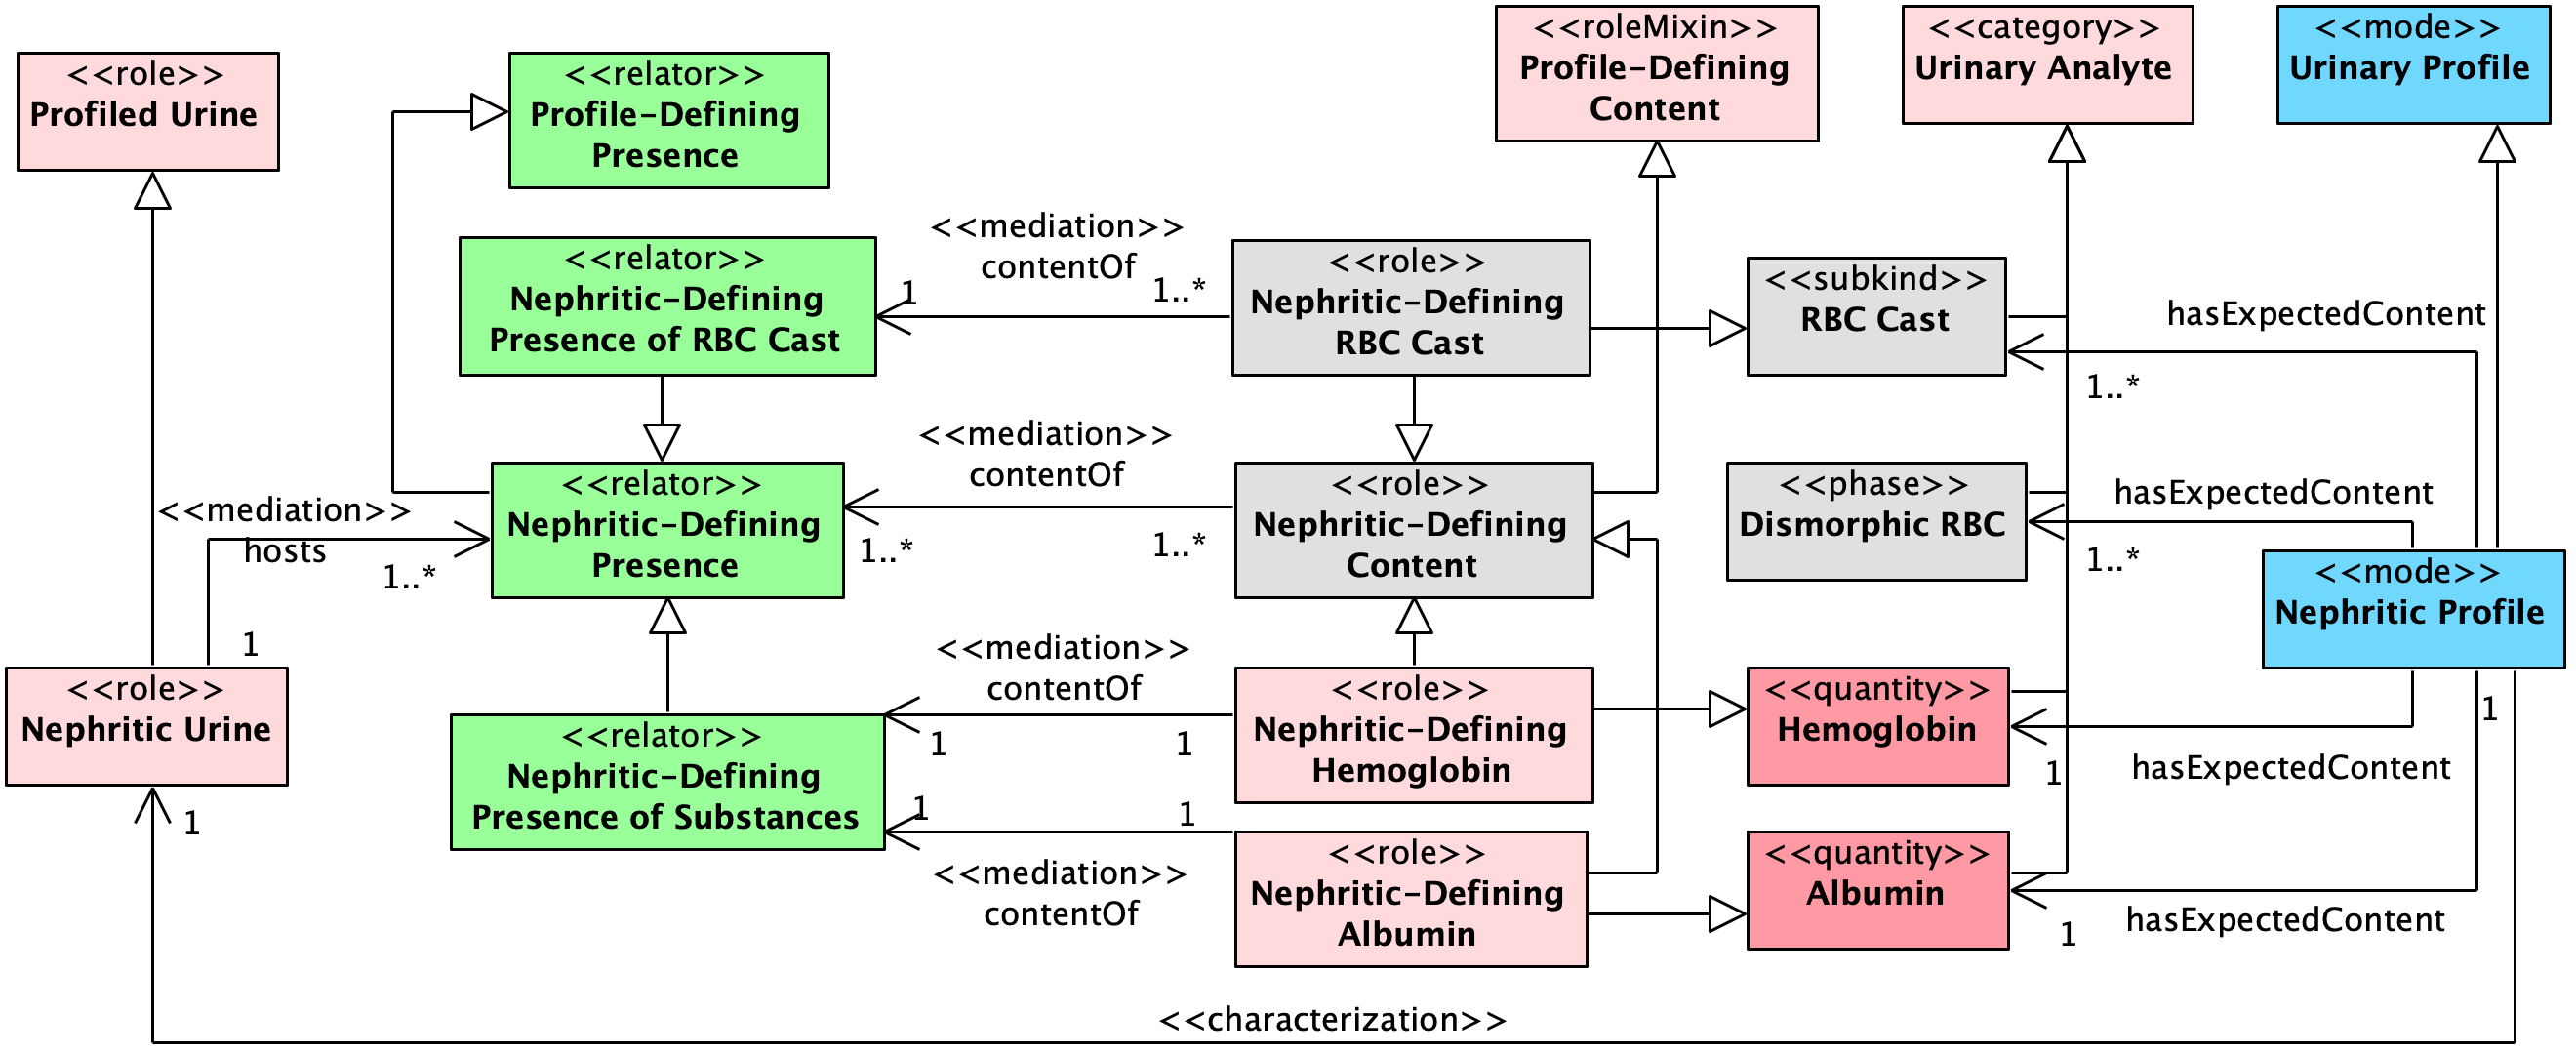 <<role>>
Profiled Urine
<<relator>>
Profile-Defining
Presence
<<roleMixin>>
Profile-Defining
Content
<<category>>
Urinary Analyte
<<mode>>
Urinary Profile
<<relator>>
Nephritic-Defining
Presence of RBC Cast
<<mediation>>
contentOf
1
1..*
<<role>>
Nephritic-Defining
RBC Cast
<<subkind>>
RBC Cast
hasExpectedContent
1..*
<<mediation>>
hosts
1..*
1
<<relator>>
Nephritic-Defining
Presence
<<mediation>>
contentOf
1..*
1..*
<<role>>
Nephritic-Defining
Content
<<phase>>
Dismorphic RBC
hasExpectedContent
1..*
<<mode>>
Nephritic Profile
<<role>>
Nephritic Urine
1
<<relator>>
Nephritic-Defining
Presence of Substances
<<mediation>>
contentOf
1
1
<<role>>
Nephritic-Defining
Hemoglobin
<<quantity>>
Hemoglobin
1
hasExpectedContent
1
1
1
<<mediation>>
contentOf
<<role>>
Nephritic-Defining
Albumin
<<quantity>>
Albumin
1
hasExpectedContent
<<characterization>>